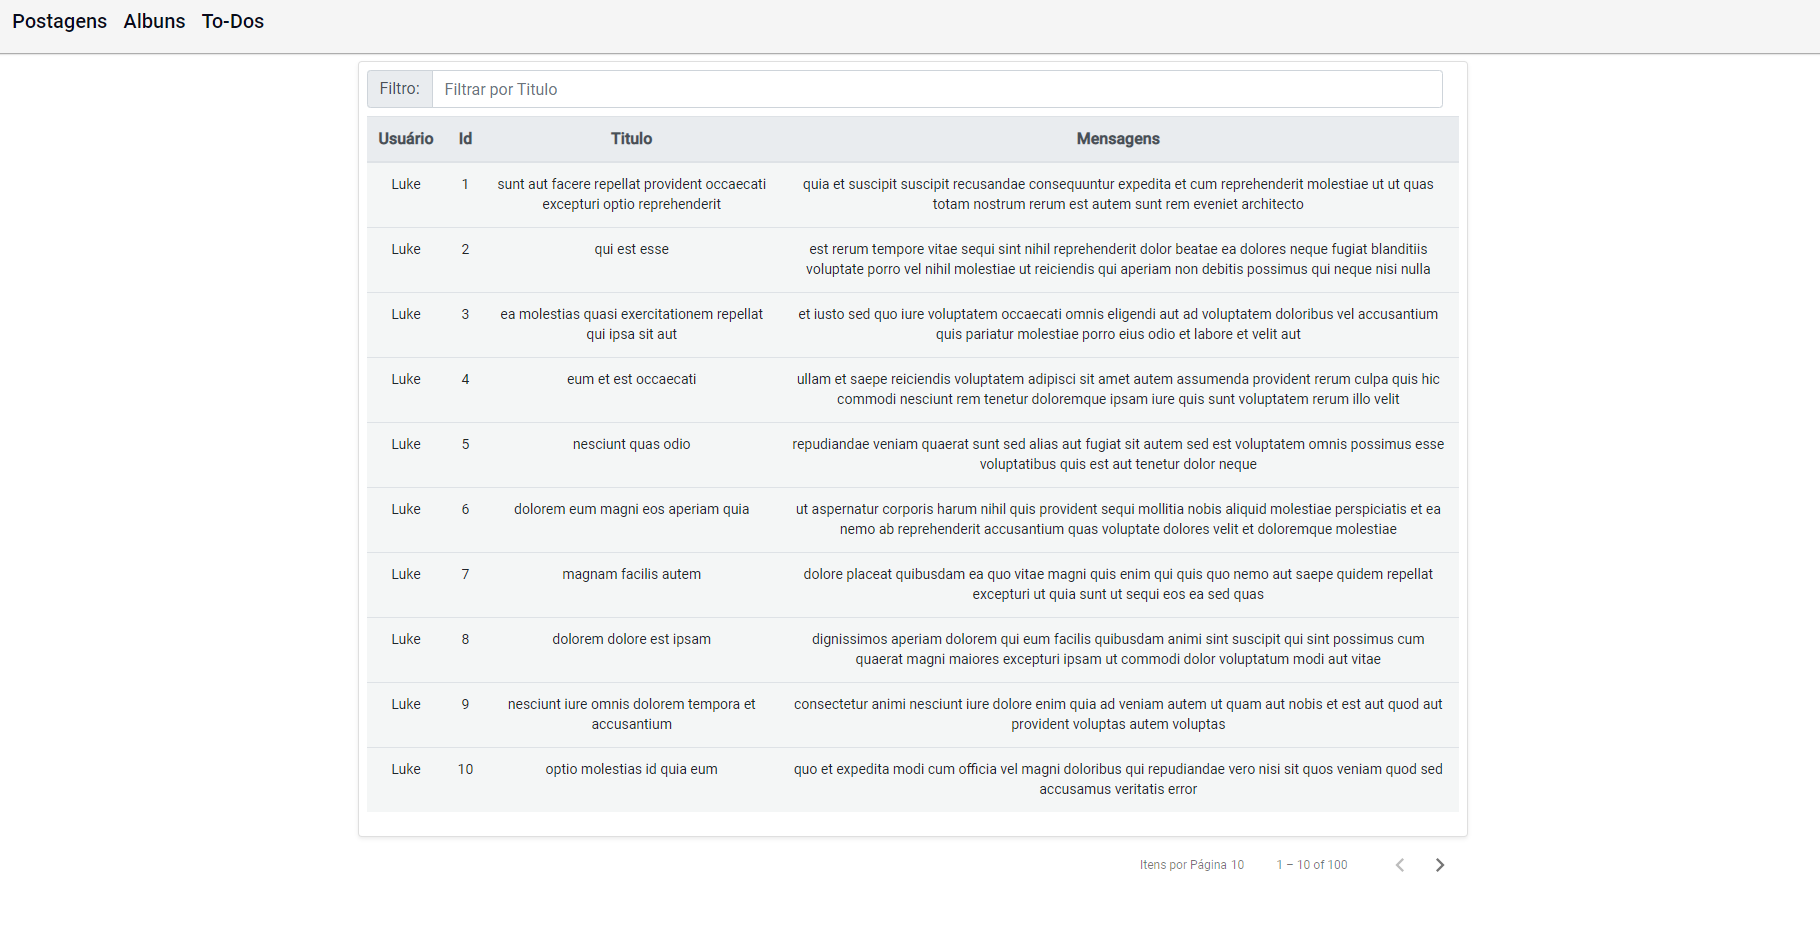 Postagens Albuns To-Dos
Filtro: Filtrar por Titulo
Usuário Id Titulo Mensagens
Luke 1 sunt aut facere repellat provident occaecati quia et suscipit suscipit recusandae consequuntur expedita et cum reprehenderit molestiae ut ut quas
excepturi optio reprehenderit totam nostrum rerum est autem sunt rem eveniet architecto
Luke 2 qui est esse est rerum tempore vitae sequi sint nihil reprehenderit dolor beatae ea dolores neque fugiat blanditiis
voluptate porro vel nihil molestiae ut reiciendis qui aperiam non debitis possimus qui neque nisi nulla
Luke 3 ea molestias quasi exercitationem repellat et iusto sed quo iure voluptatem occaecati omnis eligendi aut ad voluptatem doloribus vel accusantium
qui ipsa sit aut quis pariatur molestiae porro eius odio et labore et velit aut
Luke 4 eum et est occaecati ullam et saepe reiciendis voluptatem adipisci sit amet autem assumenda provident rerum culpa quis hic
commodi nesciunt rem tenetur doloremque ipsam iure quis sunt voluptatem rerum illo velit
Luke 5 nesciunt quas odio repudiandae veniam quaerat sunt sed alias aut fugiat sit autem sed est voluptatem omnis possimus esse
voluptatibus quis est aut tenetur dolor neque
Luke 6 dolorem eum magni eos aperiam quia ut aspernatur corporis harum nihil quis provident sequi mollitia nobis aliquid molestiae perspiciatis et ea
nemo ab reprehenderit accusantium quas voluptate dolores velit et doloremque molestiae
Luke 7 magnam facilis autem dolore placeat quibusdam ea quo vitae magni quis enim qui quis quo nemo aut saepe quidem repellat
excepturi ut quia sunt ut sequi eos ea sed quas
Luke 8 dolorem dolore est ipsam dignissimos aperiam dolorem qui eum facilis quibusdam animi sint suscipit qui sint possimus cum
quaerat magni maiores excepturi ipsam ut commodi dolor voluptatum modi aut vitae
Luke 9 nesciunt iure omnis dolorem tempora et consectetur animi nesciunt iure dolore enim quia ad veniam autem ut quam aut nobis et est aut quod aut
accusantium provident voluptas autem voluptas
Luke 10 optio molestias id quia eum quo et expedita modi cum officia vel magni doloribus qui repudiandae vero nisi sit quos veniam quod sed
accusamus veritatis error
Itens por Página 10 1 – 10 of 100